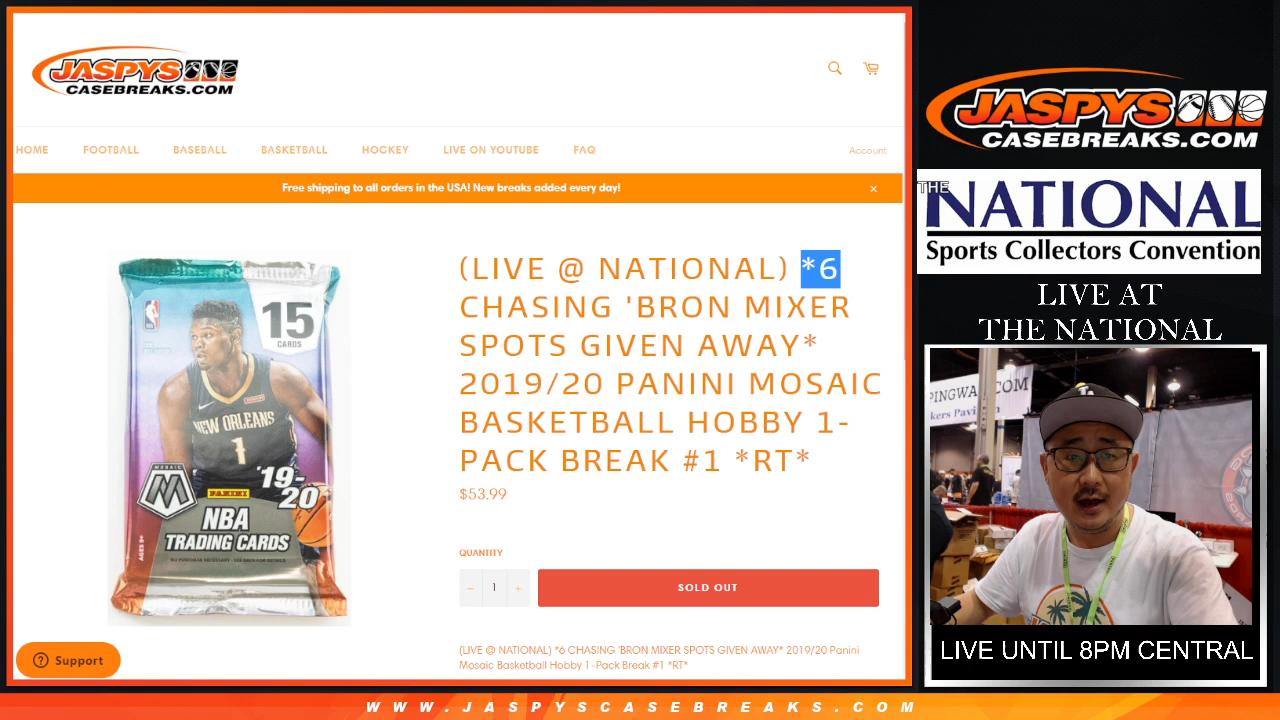 JASPYS
CASEBREAKS.COM
HOME FOOTBALL BASEBALL BASKETBALL HOCKEY LIVE ON YOUTUBE FAQ Account
Free shipping to all orders in the USA! New breaks added every day! ×
15
CARDS
NEW ORLEANS
1
MOSAIC
'19-
20
PANINI
NBA
TRADING CARDS
(LIVE @ NATIONAL) *6
CHASING 'BRON MIXER
SPOTS GIVEN AWAY*
2019/20 PANINI MOSAIC
BASKETBALL HOBBY 1-
PACK BREAK #1 *RT*
$53.99
QUANTITY
− 1 +
SOLD OUT
(LIVE @ NATIONAL) *6 CHASING 'BRON MIXER SPOTS GIVEN AWAY* 2019/20 Panini
Mosaic Basketball Hobby 1-Pack Break #1 *RT*
Support
JASPYS
CASEBREAKS.COM
THE
NATIONAL
Sports Collectors Convention
LIVE AT
THE NATIONAL
LIVE UNTIL 8PM CENTRAL
WWW.JASPYSCASEBREAKS.COM